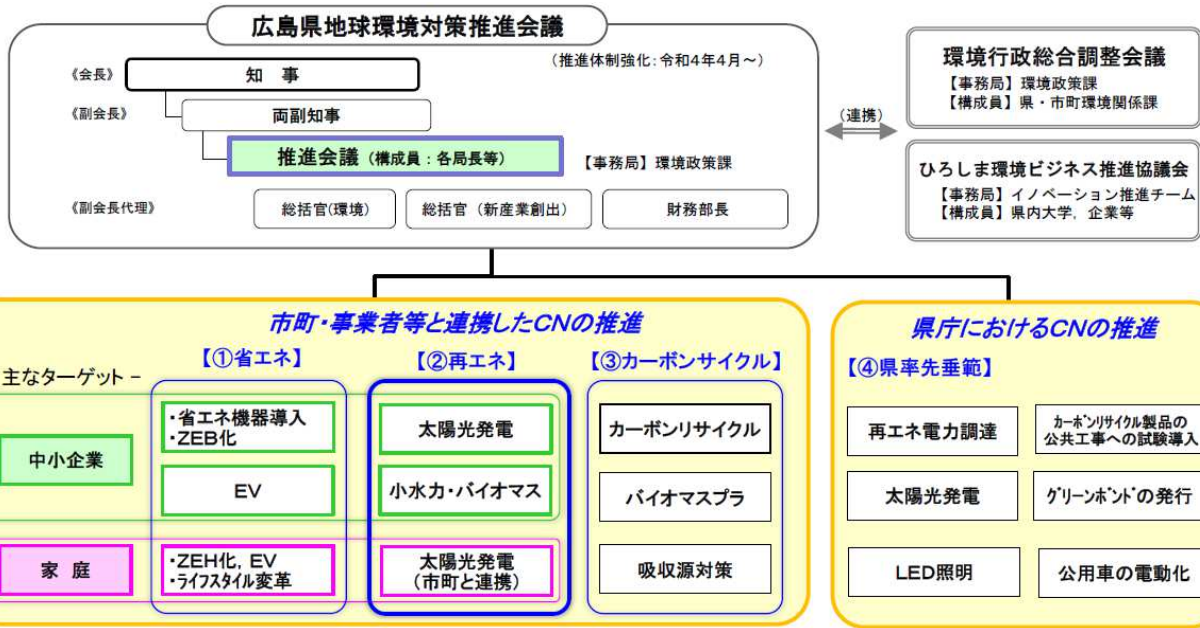 広島県地球環境対策推進会議
(推進体制強化:令和4年4月~)
《会長》
知 事
《副会長》
両副知事
推進会議 (構成員:各局長等)
【事務局】環境政策課
《副会長代理》
総括官(環境)
総括官(新産業創出)
財務部長
(連携)
環境行政総合調整会議
【事務局】環境政策課
【構成員】県・市町環境関係課
ひろしま環境ビジネス推進協議会
【事務局】イノベーション推進チーム
【構成員】県内大学, 企業等
市町・事業者等と連携したCNの推進
【①省エネ】
【②再エネ】
【③カーボンサイクル】
主なターゲット -
中小企業
・省エネ機器導入
・ZEB化
太陽光発電
カーボンリサイクル
EV
小水力・バイオマス
バイオマスプラ
家 庭
・ZEH化, EV
・ライフスタイル変革
太陽光発電
(市町と連携)
吸収源対策
県庁におけるCNの推進
【④県率先垂範】
再エネ電力調達
カーボンリサイクル製品の
公共工事への試験導入
太陽光発電
グリーンボンドの発行
LED照明
公用車の電動化